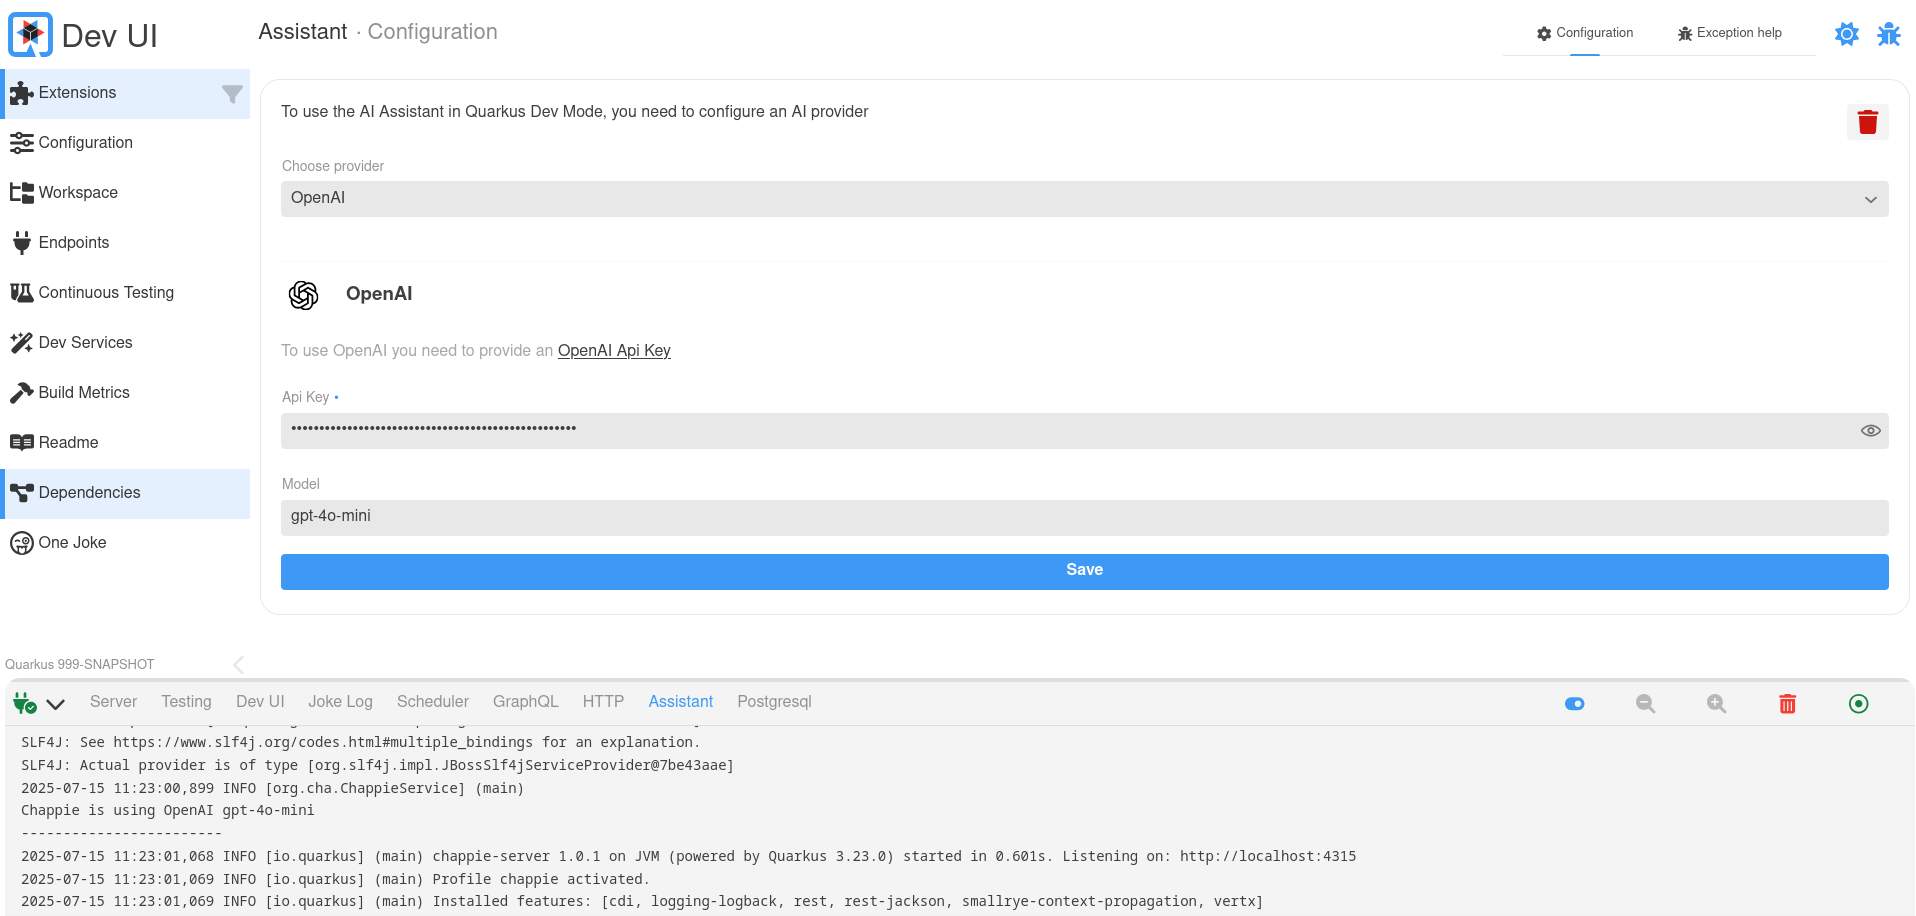 Dev UI
Assistant · Configuration
Configuration
Exception help
Extensions
Configuration
Workspace
Endpoints
Continuous Testing
Dev Services
Build Metrics
Readme
Dependencies
One Joke
Quarkus 999-SNAPSHOT
To use the AI Assistant in Quarkus Dev Mode, you need to configure an AI provider
Choose provider
OpenAI
OpenAI
To use OpenAI you need to provide an OpenAI Api Key
Api Key •
•••••••••••••••••••••••••••••••••••••••••••••••••••
Model
gpt-4o-mini
Save
Server Testing Dev UI Joke Log Scheduler GraphQL HTTP Assistant Postgresql
SLF4J: See https://www.slf4j.org/codes.html#multiple_bindings for an explanation.
SLF4J: Actual provider is of type [org.slf4j.impl.JBossSlf4jServiceProvider@7be43aae]
2025-07-15 11:23:00,899 INFO [org.cha.ChappieService] (main)
Chappie is using OpenAI gpt-4o-mini
------------------------
2025-07-15 11:23:01,068 INFO [io.quarkus] (main) chappie-server 1.0.1 on JVM (powered by Quarkus 3.23.0) started in 0.601s. Listening on: http://localhost:4315
2025-07-15 11:23:01,069 INFO [io.quarkus] (main) Profile chappie activated.
2025-07-15 11:23:01,069 INFO [io.quarkus] (main) Installed features: [cdi, logging-logback, rest, rest-jackson, smallrye-context-propagation, vertx]